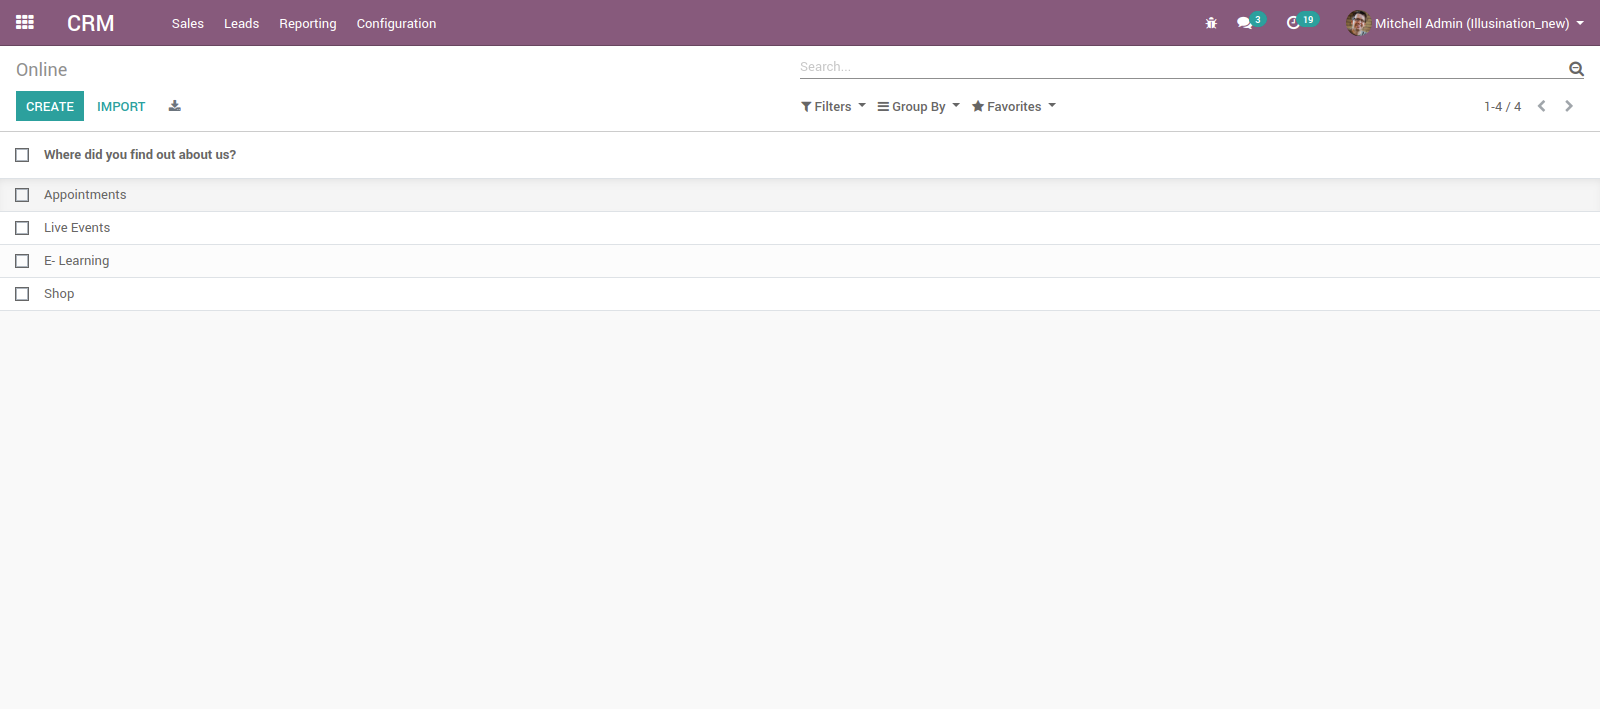 CRM Sales Leads Reporting Configuration 3 19 Mitchell Admin (Illusination_new)
Online Search...
CREATE IMPORT Filters Group By Favorites 1-4 / 4
Where did you find out about us?
Appointments
Live Events
E- Learning
Shop